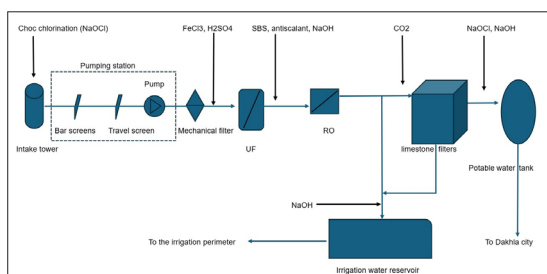 Choc chlorination (NaOCl)
FeCl3, H2SO4
SBS, antiscalant, NaOH
CO2
NaOCl, NaOH
Pumping station
Pump
Bar screens
Travel screen
Mechanical filter
Intake tower
UF
RO
limestone filters
Potable water tank
NaOH
To the irrigation perimeter
To Dakhla city
Irrigation water reservoir